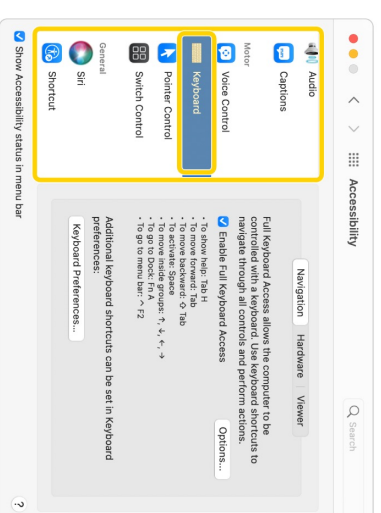 Accessibility
Search
Audio
Captions
Motor
Voice Control
Keyboard
Pointer Control
Switch Control
General
Siri
Shortcut
Navigation
Hardware
Viewer
Full Keyboard Access allows the computer to be
controlled with a keyboard. Use keyboard shortcuts to
navigate through all controls and perform actions.
Enable Full Keyboard Access
Options...
• To show help: Tab H
• To move forward: Tab
• To move backward: ⇧ Tab
• To activate: Space
• To move inside groups: ↑, ↓, ←, →
• To go to Dock: Fn A
• To go to menu bar: ^ F2
Additional keyboard shortcuts can be set in Keyboard
preferences:
Keyboard Preferences...
Show Accessibility status in menu bar
?